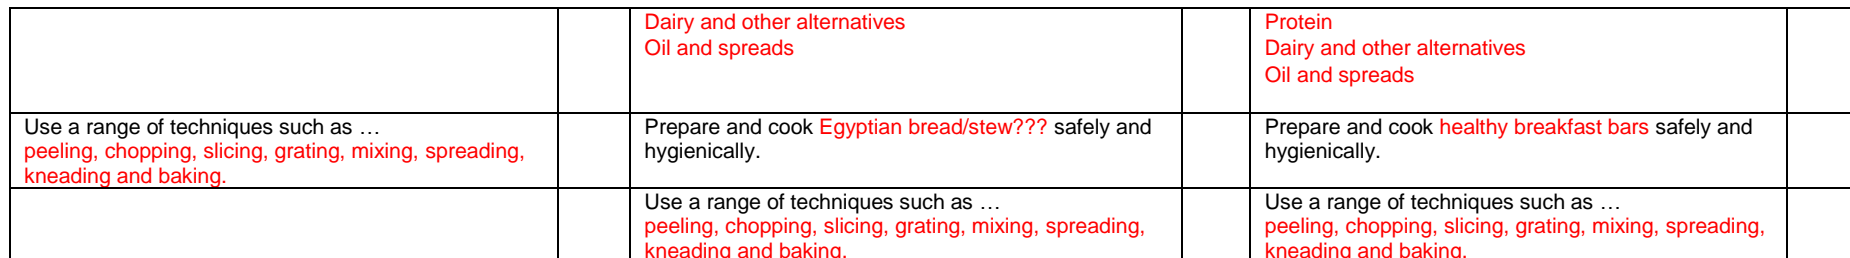 Dairy and other alternatives
Oil and spreads
Protein
Dairy and other alternatives
Oil and spreads
Use a range of techniques such as …
peeling, chopping, slicing, grating, mixing, spreading,
kneading and baking.
Prepare and cook Egyptian bread/stew??? safely and
hygienically.
Prepare and cook healthy breakfast bars safely and
hygienically.
Use a range of techniques such as …
peeling, chopping, slicing, grating, mixing, spreading,
kneading and baking.
Use a range of techniques such as …
peeling, chopping, slicing, grating, mixing, spreading,
kneading and baking.